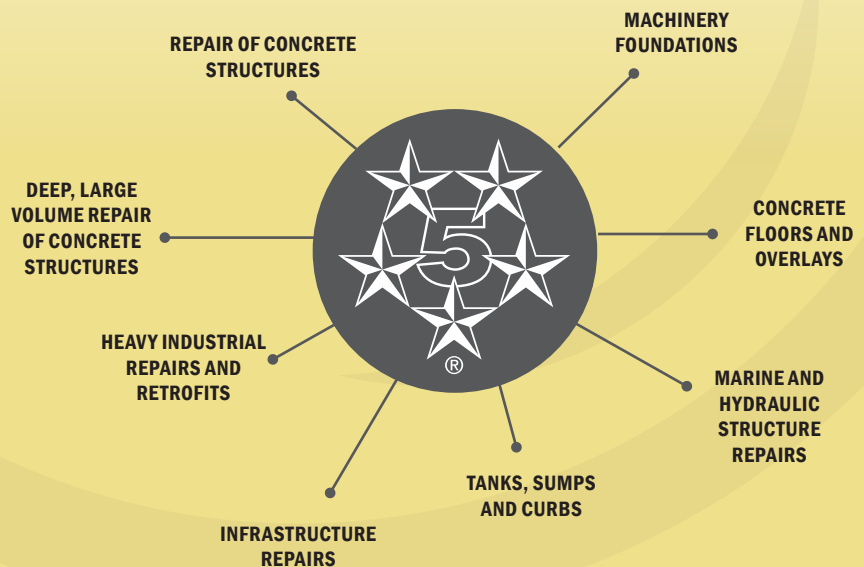 REPAIR OF CONCRETE
STRUCTURES
MACHINERY
FOUNDATIONS
DEEP, LARGE
VOLUME REPAIR
OF CONCRETE
STRUCTURES
5
®
CONCRETE
FLOORS AND
OVERLAYS
HEAVY INDUSTRIAL
REPAIRS AND
RETROFITS
MARINE AND
HYDRAULIC
STRUCTURE
REPAIRS
TANKS, SUMPS
AND CURBS
INFRASTRUCTURE
REPAIRS